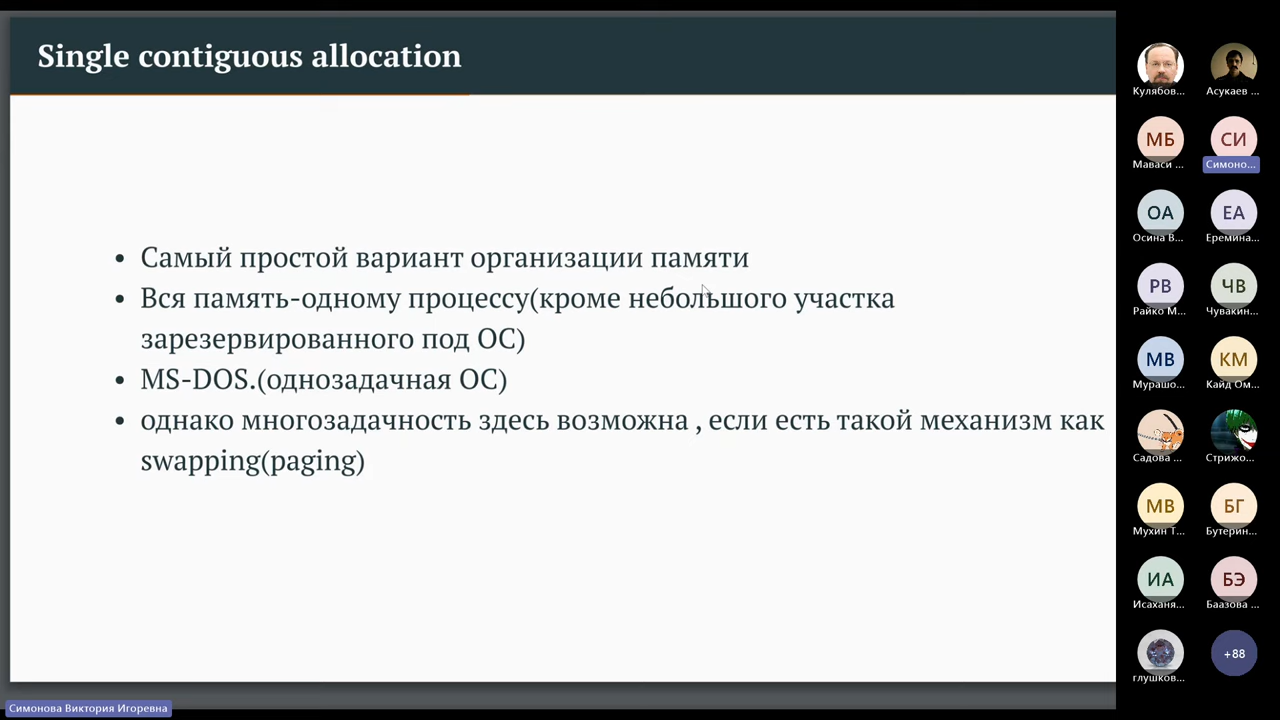 Single contiguous allocation
• Самый простой вариант организации памяти
• Вся память-одному процессу(кроме небольшого участка
зарезервированного под ОС)
• MS-DOS.(однозадачная ОС)
• однако многозадачность здесь возможна , если есть такой механизм как
swapping(paging)
Кулябов... Асукаев ...
МБ СИ
Маваси ... Симоно...
ОА ЕА
Осина В... Еремина...
РВ ЧВ
Райко М... Чувакин...
МВ КМ
Мурашо... Кайд Ом...
Садова ... Стрижо...
МВ БГ
Мухин Т... Бутерин...
ИА БЭ
Исаханя... Баазова ...
+88
глушков...
Симонова Виктория Игоревна